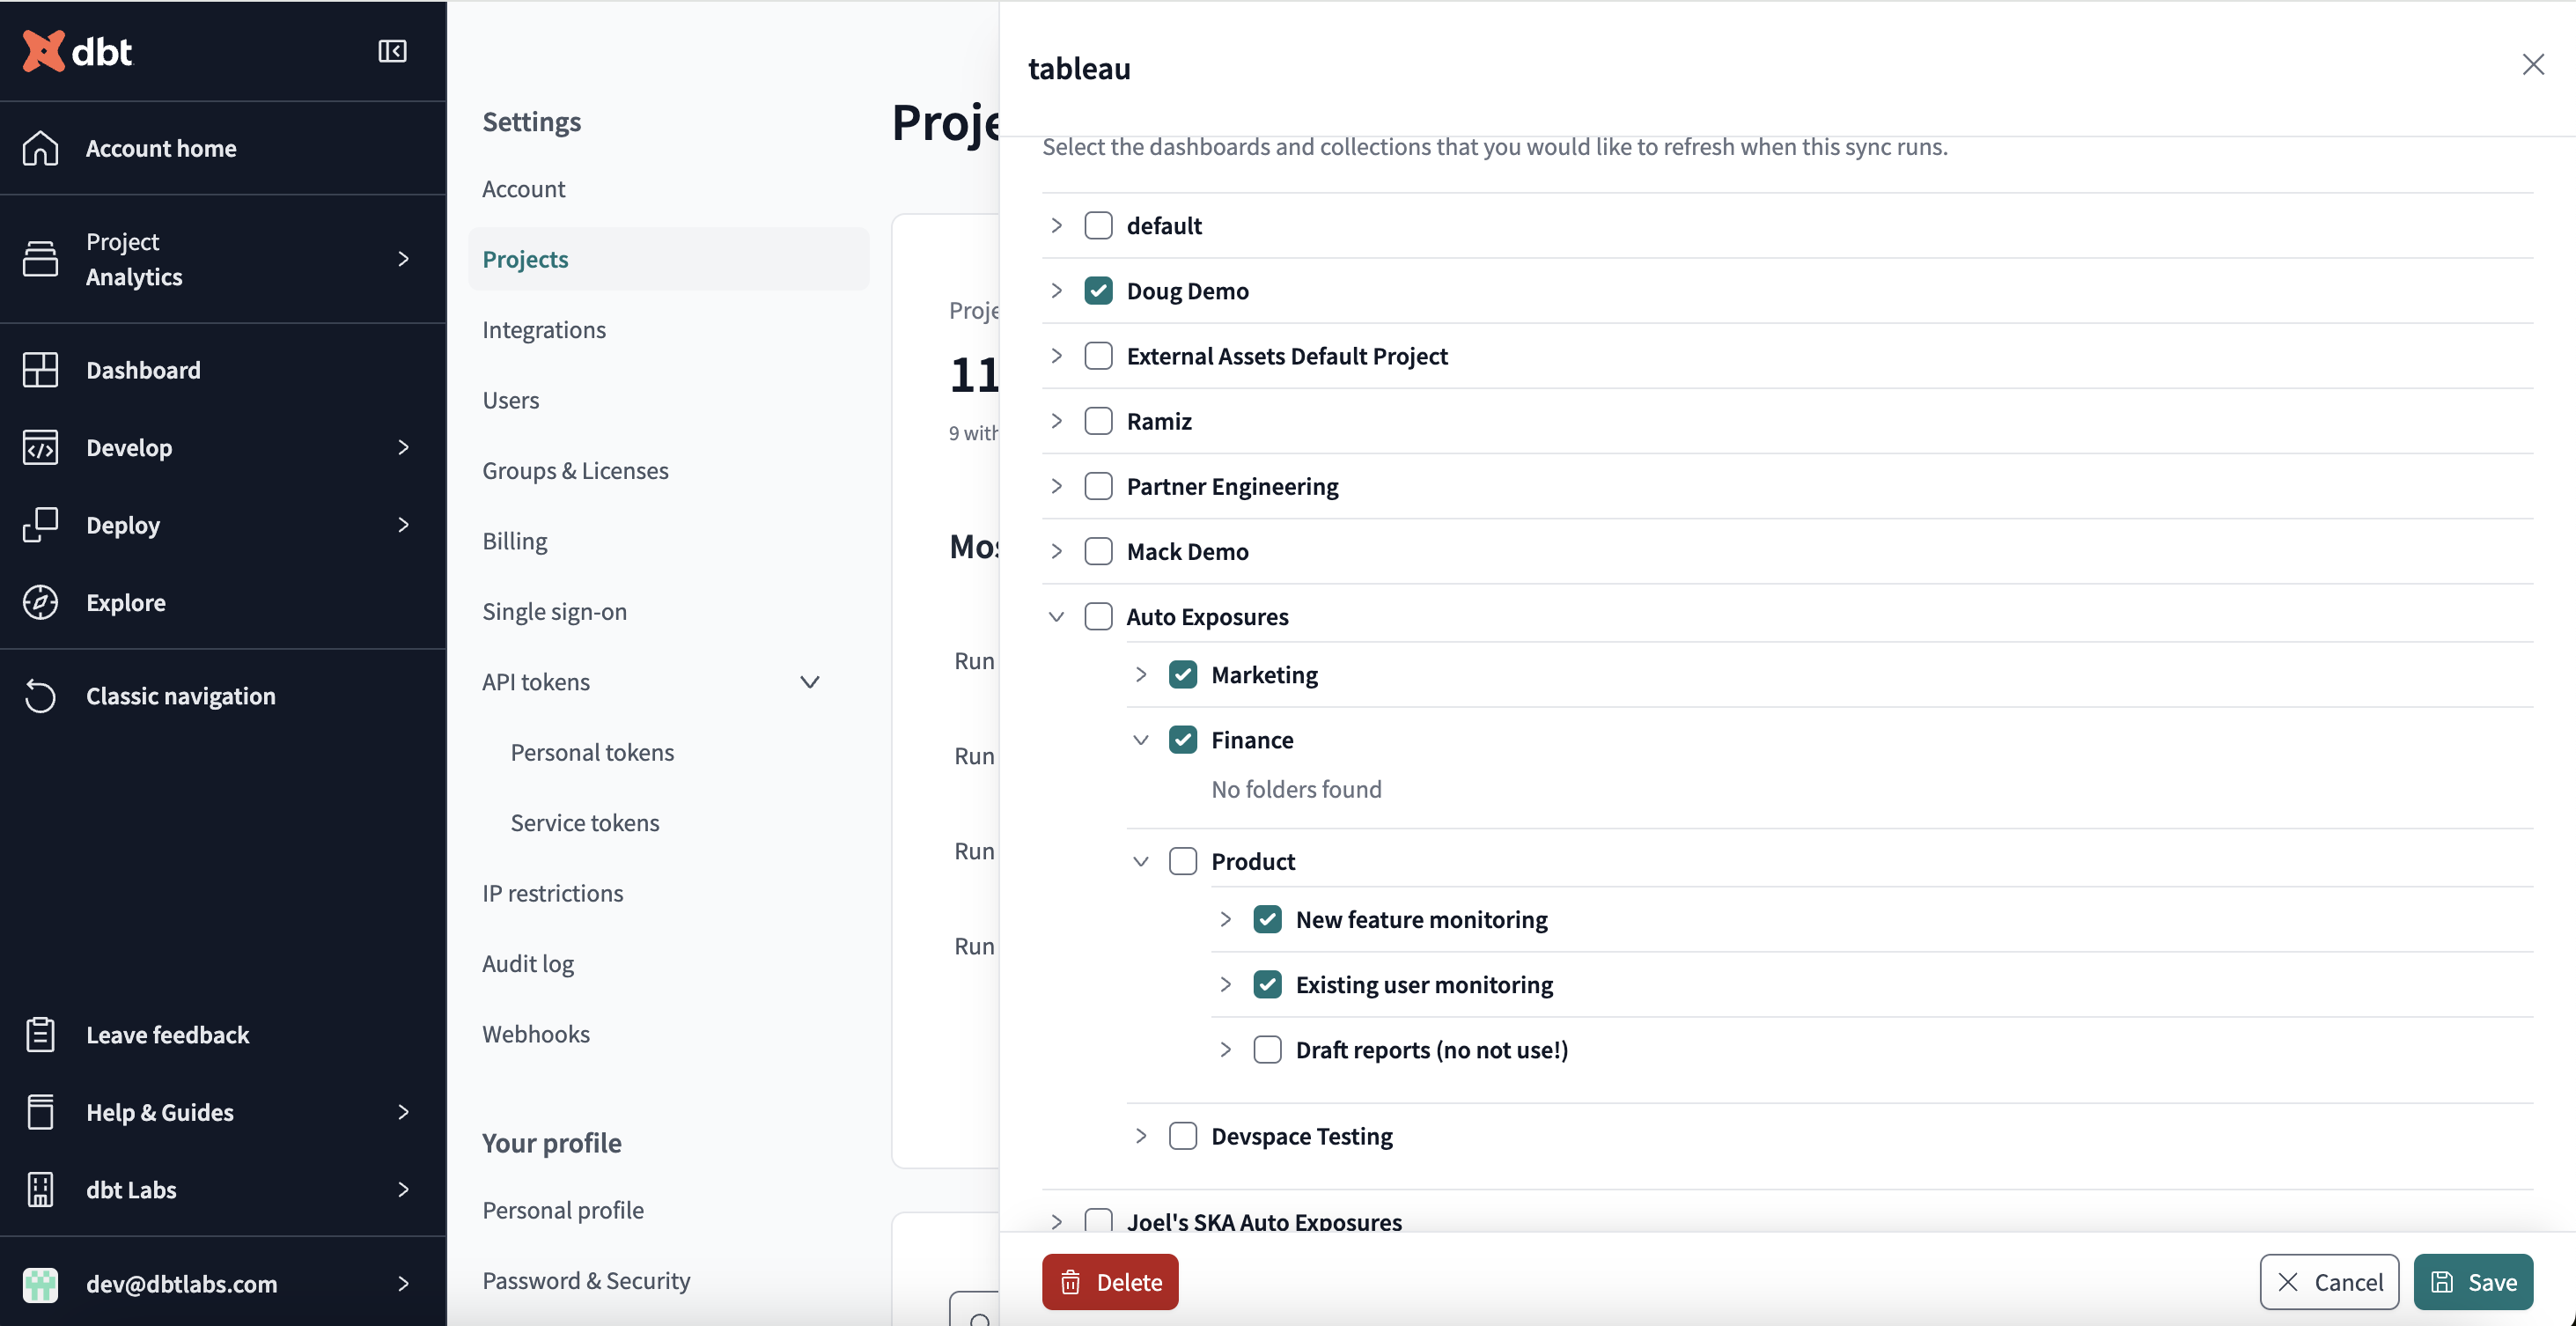 dbt
Account home
Project
Analytics
Dashboard
Develop
Deploy
Explore
Classic navigation
Leave feedback
Help & Guides
dbt Labs
dev@dbtlabs.com
Settings
Account
Projects
Integrations
Users
Groups & Licenses
Billing
Single sign-on
API tokens
Personal tokens
Service tokens
IP restrictions
Audit log
Webhooks
Your profile
Personal profile
Password & Security
Proje
Proje
11
9 with
Mos
Run
Run
Run
Run
tableau
Select the dashboards and collections that you would like to refresh when this sync runs.
default
Doug Demo
External Assets Default Project
Ramiz
Partner Engineering
Mack Demo
Auto Exposures
Marketing
Finance
No folders found
Product
New feature monitoring
Existing user monitoring
Draft reports (no not use!)
Devspace Testing
Joel's SKA Auto Exposures
Delete
Cancel
Save